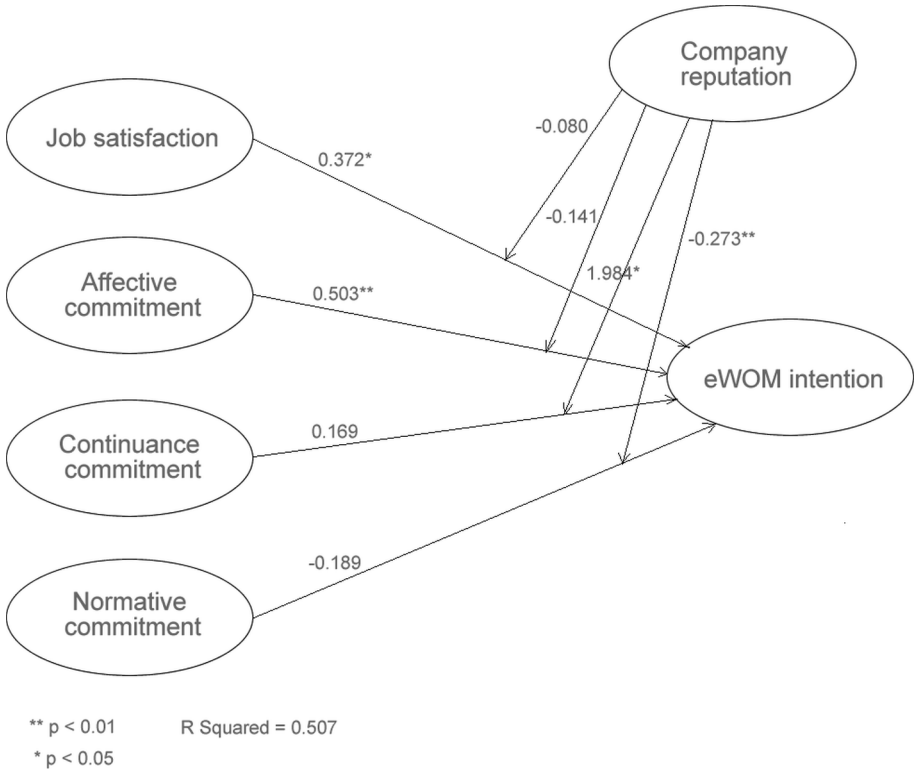 Company
reputation
Job satisfaction
-0.080
0.372*
-0.141
-0.273**
1.984*
Affective
commitment
0.503**
eWOM intention
Continuance
commitment
0.169
-0.189
Normative
commitment
** p < 0.01 R Squared = 0.507
* p < 0.05